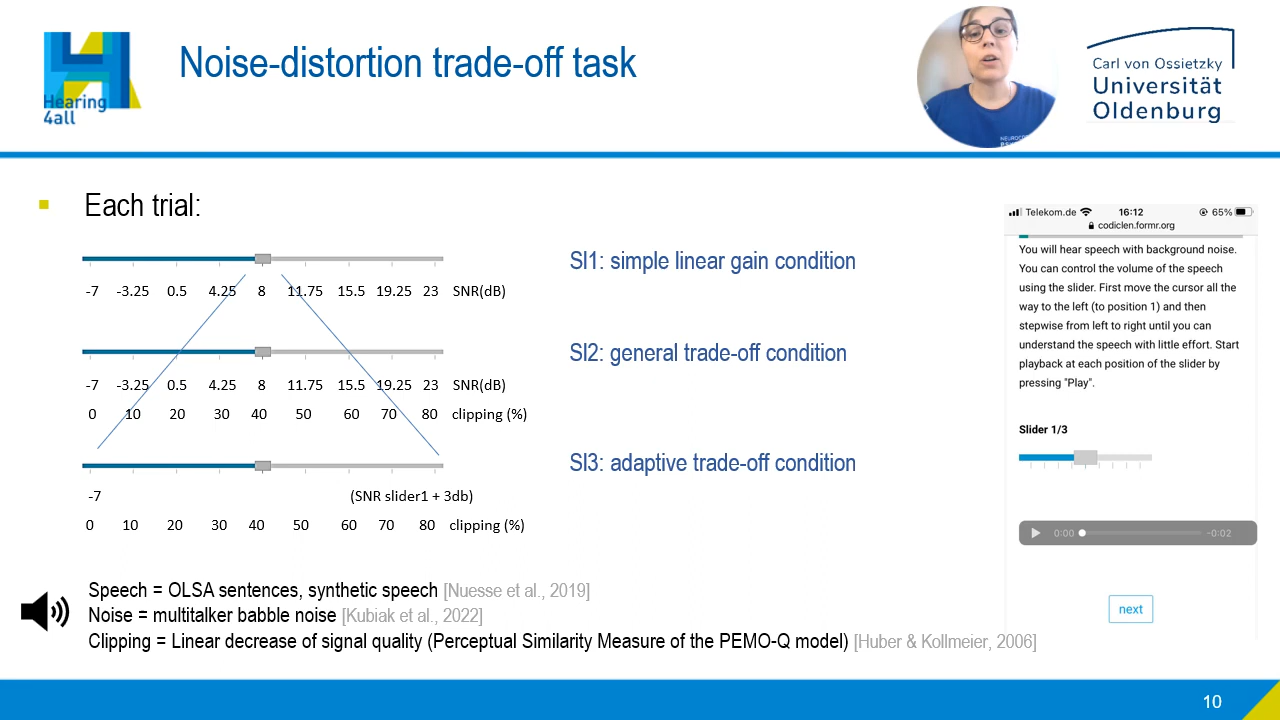 Hearing
4all
Noise-distortion trade-off task
Carl von Ossietzky
Universität
Oldenburg
Each trial:
-7 -3.25 0.5 4.25 8 11.75 15.5 19.25 23 SNR(dB)
SI1: simple linear gain condition
-7 -3.25 0.5 4.25 8 11.75 15.5 19.25 23 SNR(dB)
0 10 20 30 40 50 60 70 80 clipping (%)
SI2: general trade-off condition
SI3: adaptive trade-off condition
-7 (SNR slider1 + 3db)
0 10 20 30 40 50 60 70 80 clipping (%)
Telekom.de 16:12 65%
codiclen.formr.org
You will hear speech with background noise.
You can control the volume of the speech
using the slider. First move the cursor all the
way to the left (to position 1) and then
stepwise from left to right until you can
understand the speech with little effort. Start
playback at each position of the slider by
pressing "Play".
Slider 1/3
0:00 -0:02
next
Speech = OLSA sentences, synthetic speech [Nuesse et al., 2019]
Noise = multitalker babble noise [Kubiak et al., 2022]
Clipping = Linear decrease of signal quality (Perceptual Similarity Measure of the PEMO-Q model) [Huber & Kollmeier, 2006]
10